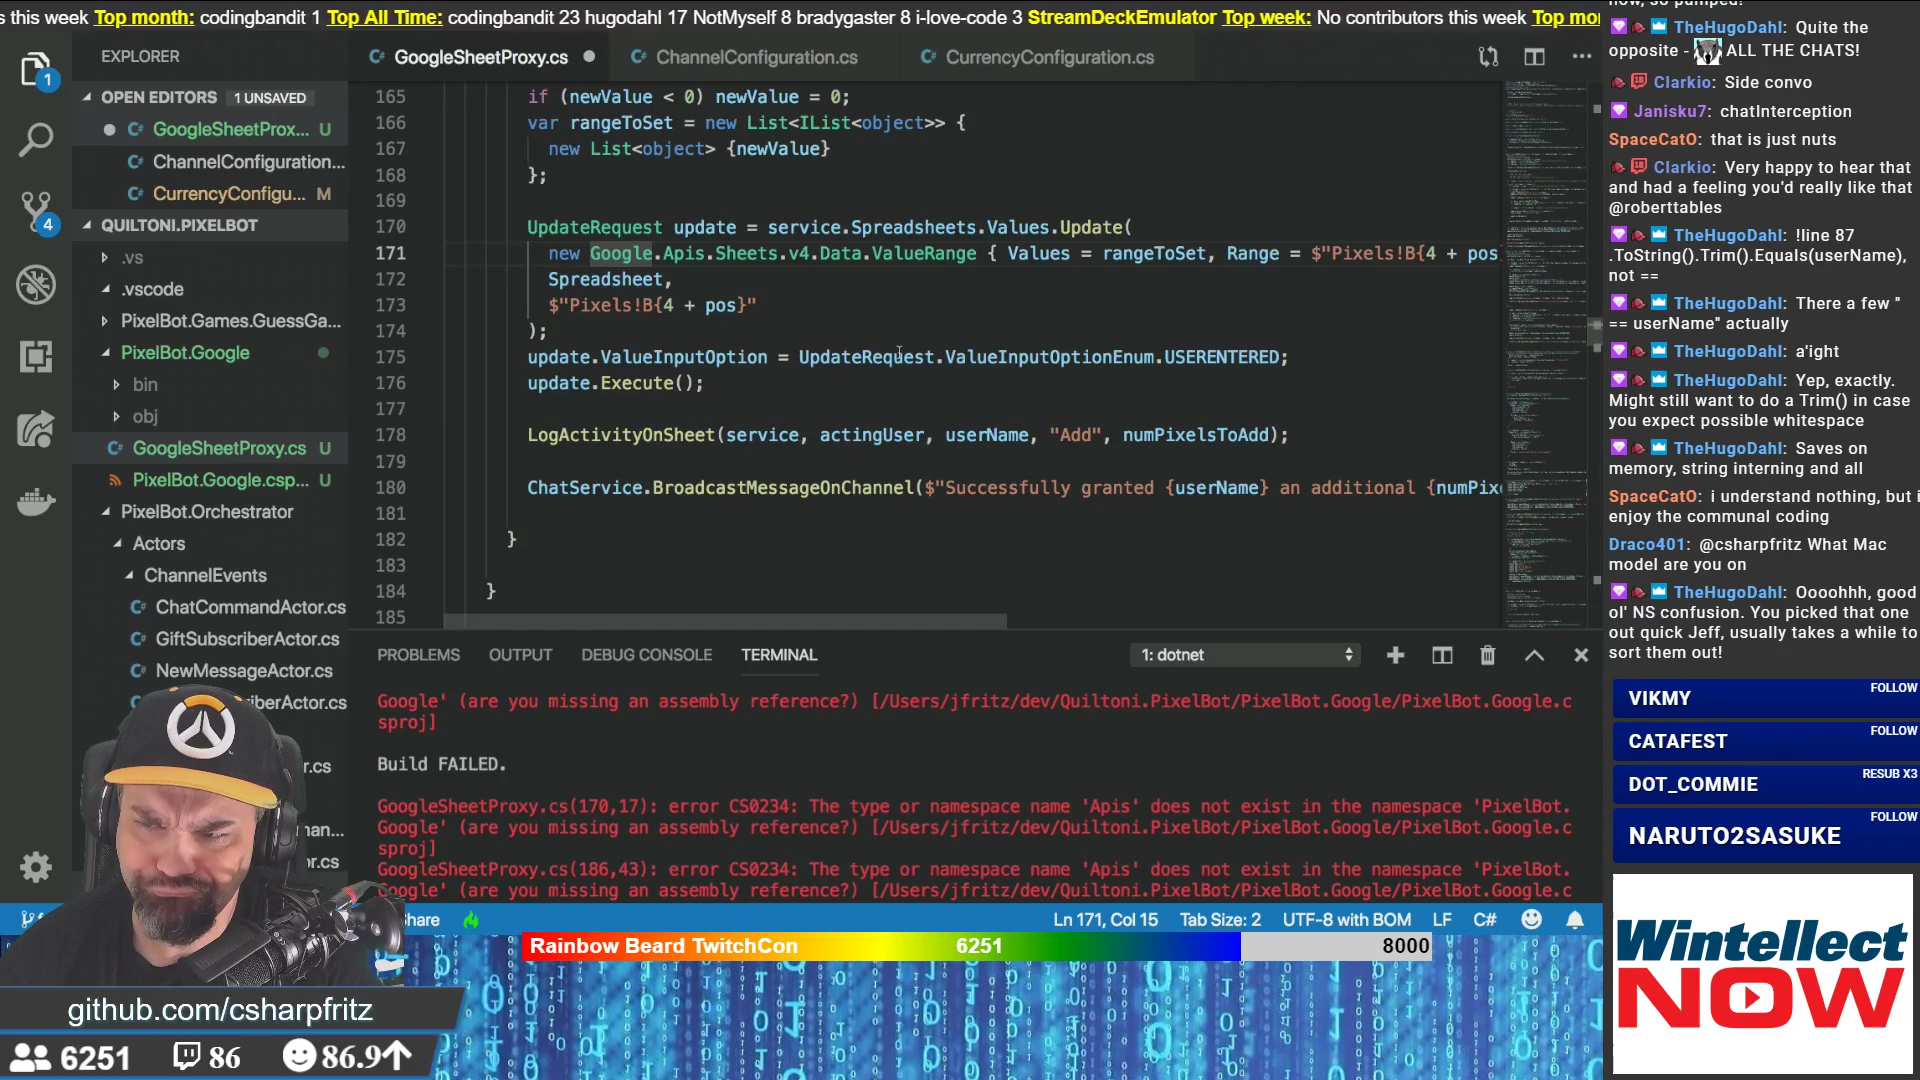 s this week Top month: codingbandit 1 Top All Time: codingbandit 23 hugodahl 17 NotMyself 8 bradygaster 8 i-love-code 3 StreamDeckEmulator Top week: No contributors this week Top mo
EXPLORER
OPEN EDITORS 1 UNSAVED
GoogleSheetProx... U
ChannelConfiguration...
CurrencyConfigu... M
QUILTONI.PIXELBOT
.vs
.vscode
PixelBot.Games.GuessGa...
PixelBot.Google
bin
obj
GoogleSheetProxy.cs U
PixelBot.Google.csp... U
PixelBot.Orchestrator
Actors
ChannelEvents
ChatCommandActor.cs
GiftSubscriberActor.cs
NewMessageActor.cs
criberActor.cs
r.cs
nan...
r.cs
1
4
GoogleSheetProxy.cs
ChannelConfiguration.cs
CurrencyConfiguration.cs
165 if (newValue < 0) newValue = 0;
166 var rangeToSet = new List<IList<object>> {
167 new List<object> {newValue}
168 };
169
170 UpdateRequest update = service.Spreadsheets.Values.Update(
171 new Google.Apis.Sheets.v4.Data.ValueRange { Values = rangeToSet, Range = $"Pixels!B{4 + pos
172 Spreadsheet,
173 $"Pixels!B{4 + pos}"
174 );
175 update.ValueInputOption = UpdateRequest.ValueInputOptionEnum.USERENTERED;
176 update.Execute();
177
178 LogActivityOnSheet(service, actingUser, userName, "Add", numPixelsToAdd);
179
180 ChatService.BroadcastMessageOnChannel($"Successfully granted {userName} an additional {numPix
181
182 }
183
184 }
185
PROBLEMS OUTPUT DEBUG CONSOLE TERMINAL
1: dotnet
Google' (are you missing an assembly reference?) [/Users/jfritz/dev/Quiltoni.PixelBot/PixelBot.Google/PixelBot.Google.c
sproj]
Build FAILED.
GoogleSheetProxy.cs(170,17): error CS0234: The type or namespace name 'Apis' does not exist in the namespace 'PixelBot.
Google' (are you missing an assembly reference?) [/Users/jfritz/dev/Quiltoni.PixelBot/PixelBot.Google/PixelBot.Google.c
sproj]
GoogleSheetProxy.cs(186,43): error CS0234: The type or namespace name 'Apis' does not exist in the namespace 'PixelBot.
Google' (are you missing an assembly reference?) [/Users/jfritz/dev/Quiltoni.PixelBot/PixelBot.Google/PixelBot.Google.c
hare
Ln 171, Col 15 Tab Size: 2 UTF-8 with BOM LF C#
Rainbow Beard TwitchCon 6251 8000
github.com/csharpfritz
6251 86 86.9
now, so pumped!
TheHugoDahl: Quite the
opposite - ALL THE CHATS!
Clarkio: Side convo
Janisku7: chatInterception
SpaceCatO: that is just nuts
Clarkio: Very happy to hear that
and had a feeling you'd really like that
@roberttables
TheHugoDahl: !line 87
.ToString().Trim().Equals(userName),
not ==
TheHugoDahl: There a few "
== userName" actually
TheHugoDahl: a'ight
TheHugoDahl: Yep, exactly.
Might still want to do a Trim() in case
you expect possible whitespace
TheHugoDahl: Saves on
memory, string interning and all
SpaceCatO: i understand nothing, but i
enjoy the communal coding
Draco401: @csharpfritz What Mac
model are you on
TheHugoDahl: Oooohhh, good
ol' NS confusion. You picked that one
out quick Jeff, usually takes a while to
sort them out!
VIKMY FOLLOW
CATAFEST FOLLOW
DOT_COMMIE RESUB X3
NARUTO2SASUKE FOLLOW
Wintellect
NOW